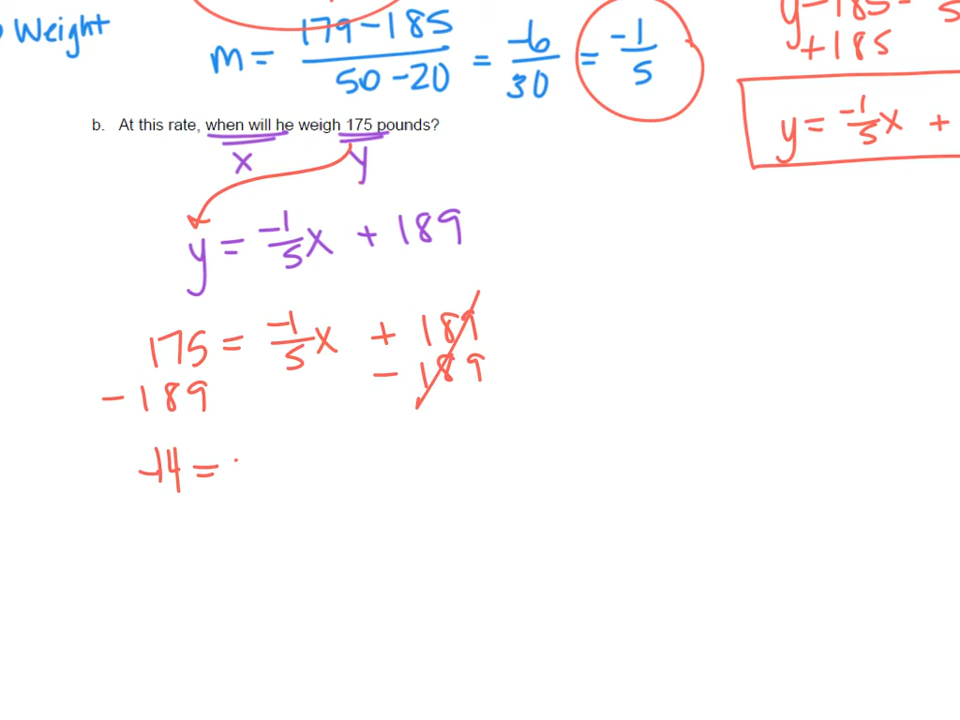 Weight
m = 179 - 185 / 50 - 20 = -6 / 30 = -1 / 5
y - 185 = 5
+185
y = -1/5 x +
b. At this rate, when will he weigh 175 pounds?
x y
y = -1/5 x + 189
175 = -1/5 x + 189
- 189 - 189
-14 =